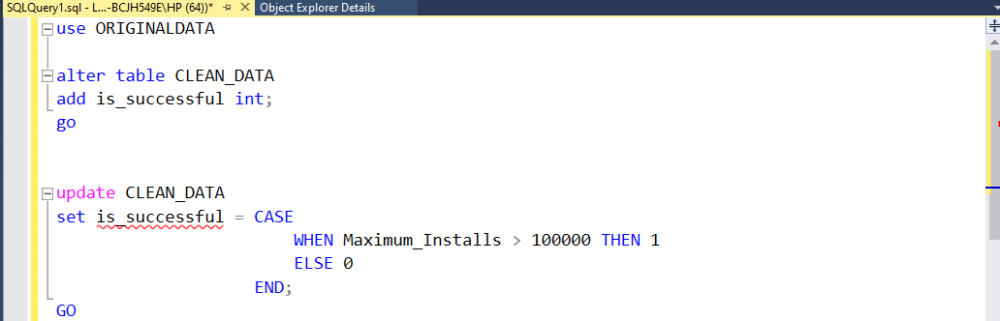 SQLQuery1.sql - L...-BCJH549E\HP (64))* Object Explorer Details
use ORIGINALDATA
alter table CLEAN_DATA
add is_successful int;
go
update CLEAN_DATA
set is_successful = CASE
WHEN Maximum_Installs > 100000 THEN 1
ELSE 0
END;
GO